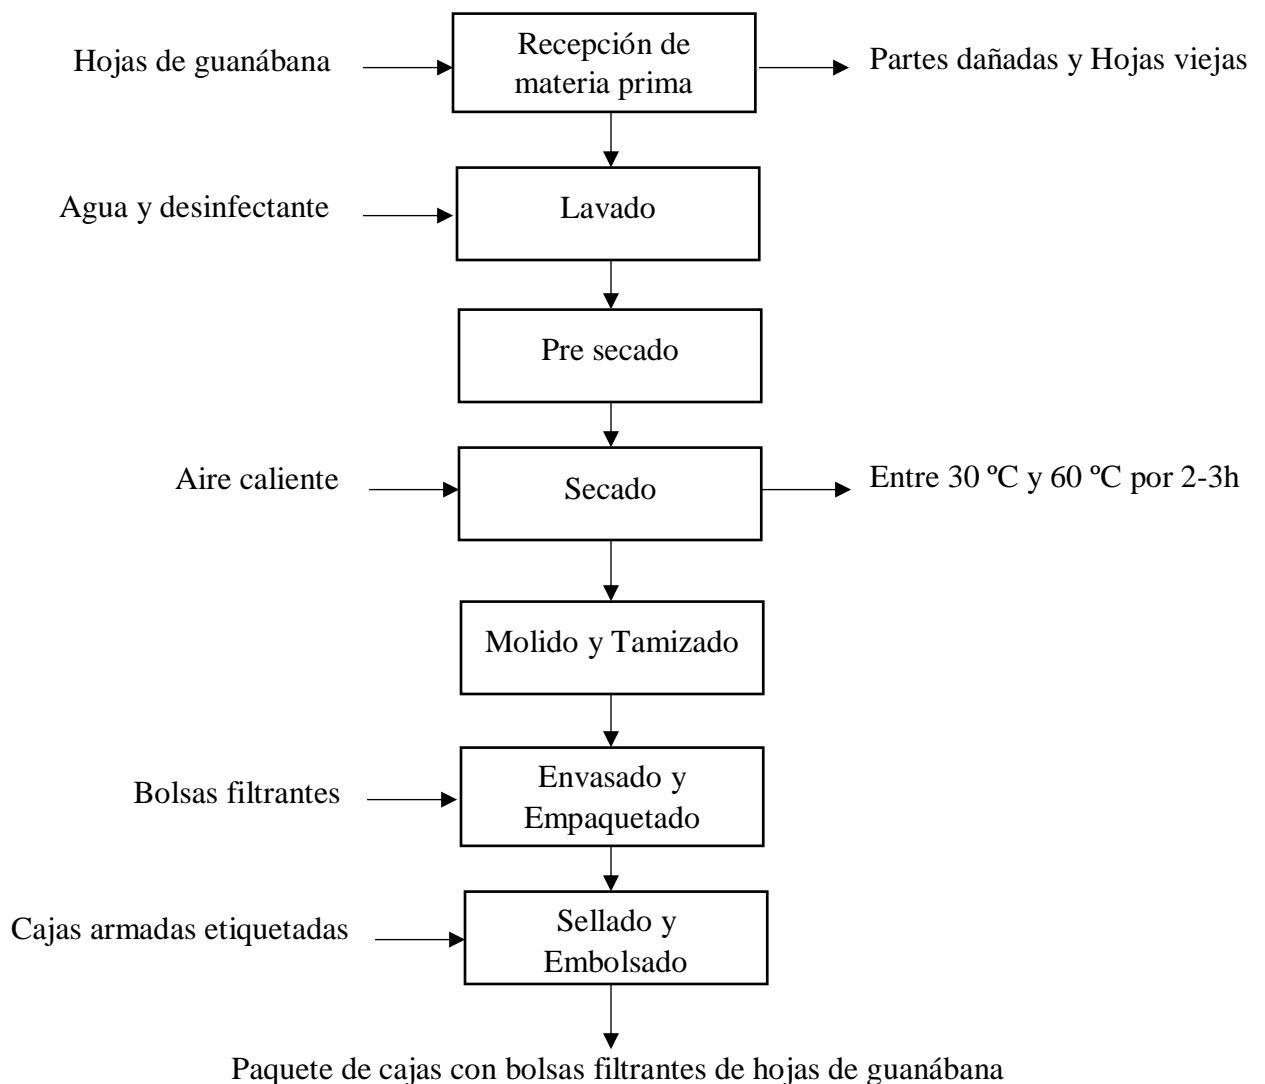 Hojas de guanábana
Recepción de
materia prima
Partes dañadas y Hojas viejas
Agua y desinfectante
Lavado
Pre secado
Aire caliente
Secado
Entre 30 ºC y 60 ºC por 2-3h
Molido y Tamizado
Bolsas filtrantes
Envasado y
Empaquetado
Cajas armadas etiquetadas
Sellado y
Embolsado
Paquete de cajas con bolsas filtrantes de hojas de guanábana